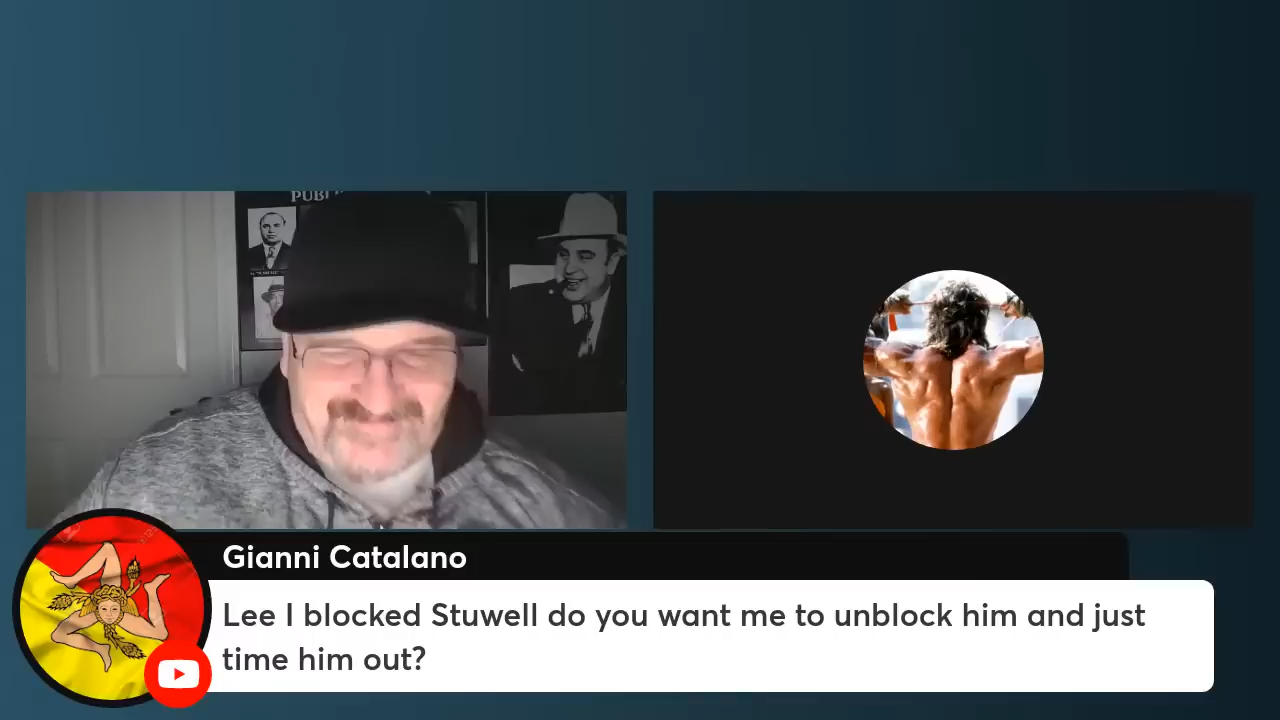 Gianni Catalano
Lee I blocked Stuwell do you want me to unblock him and just
time him out?